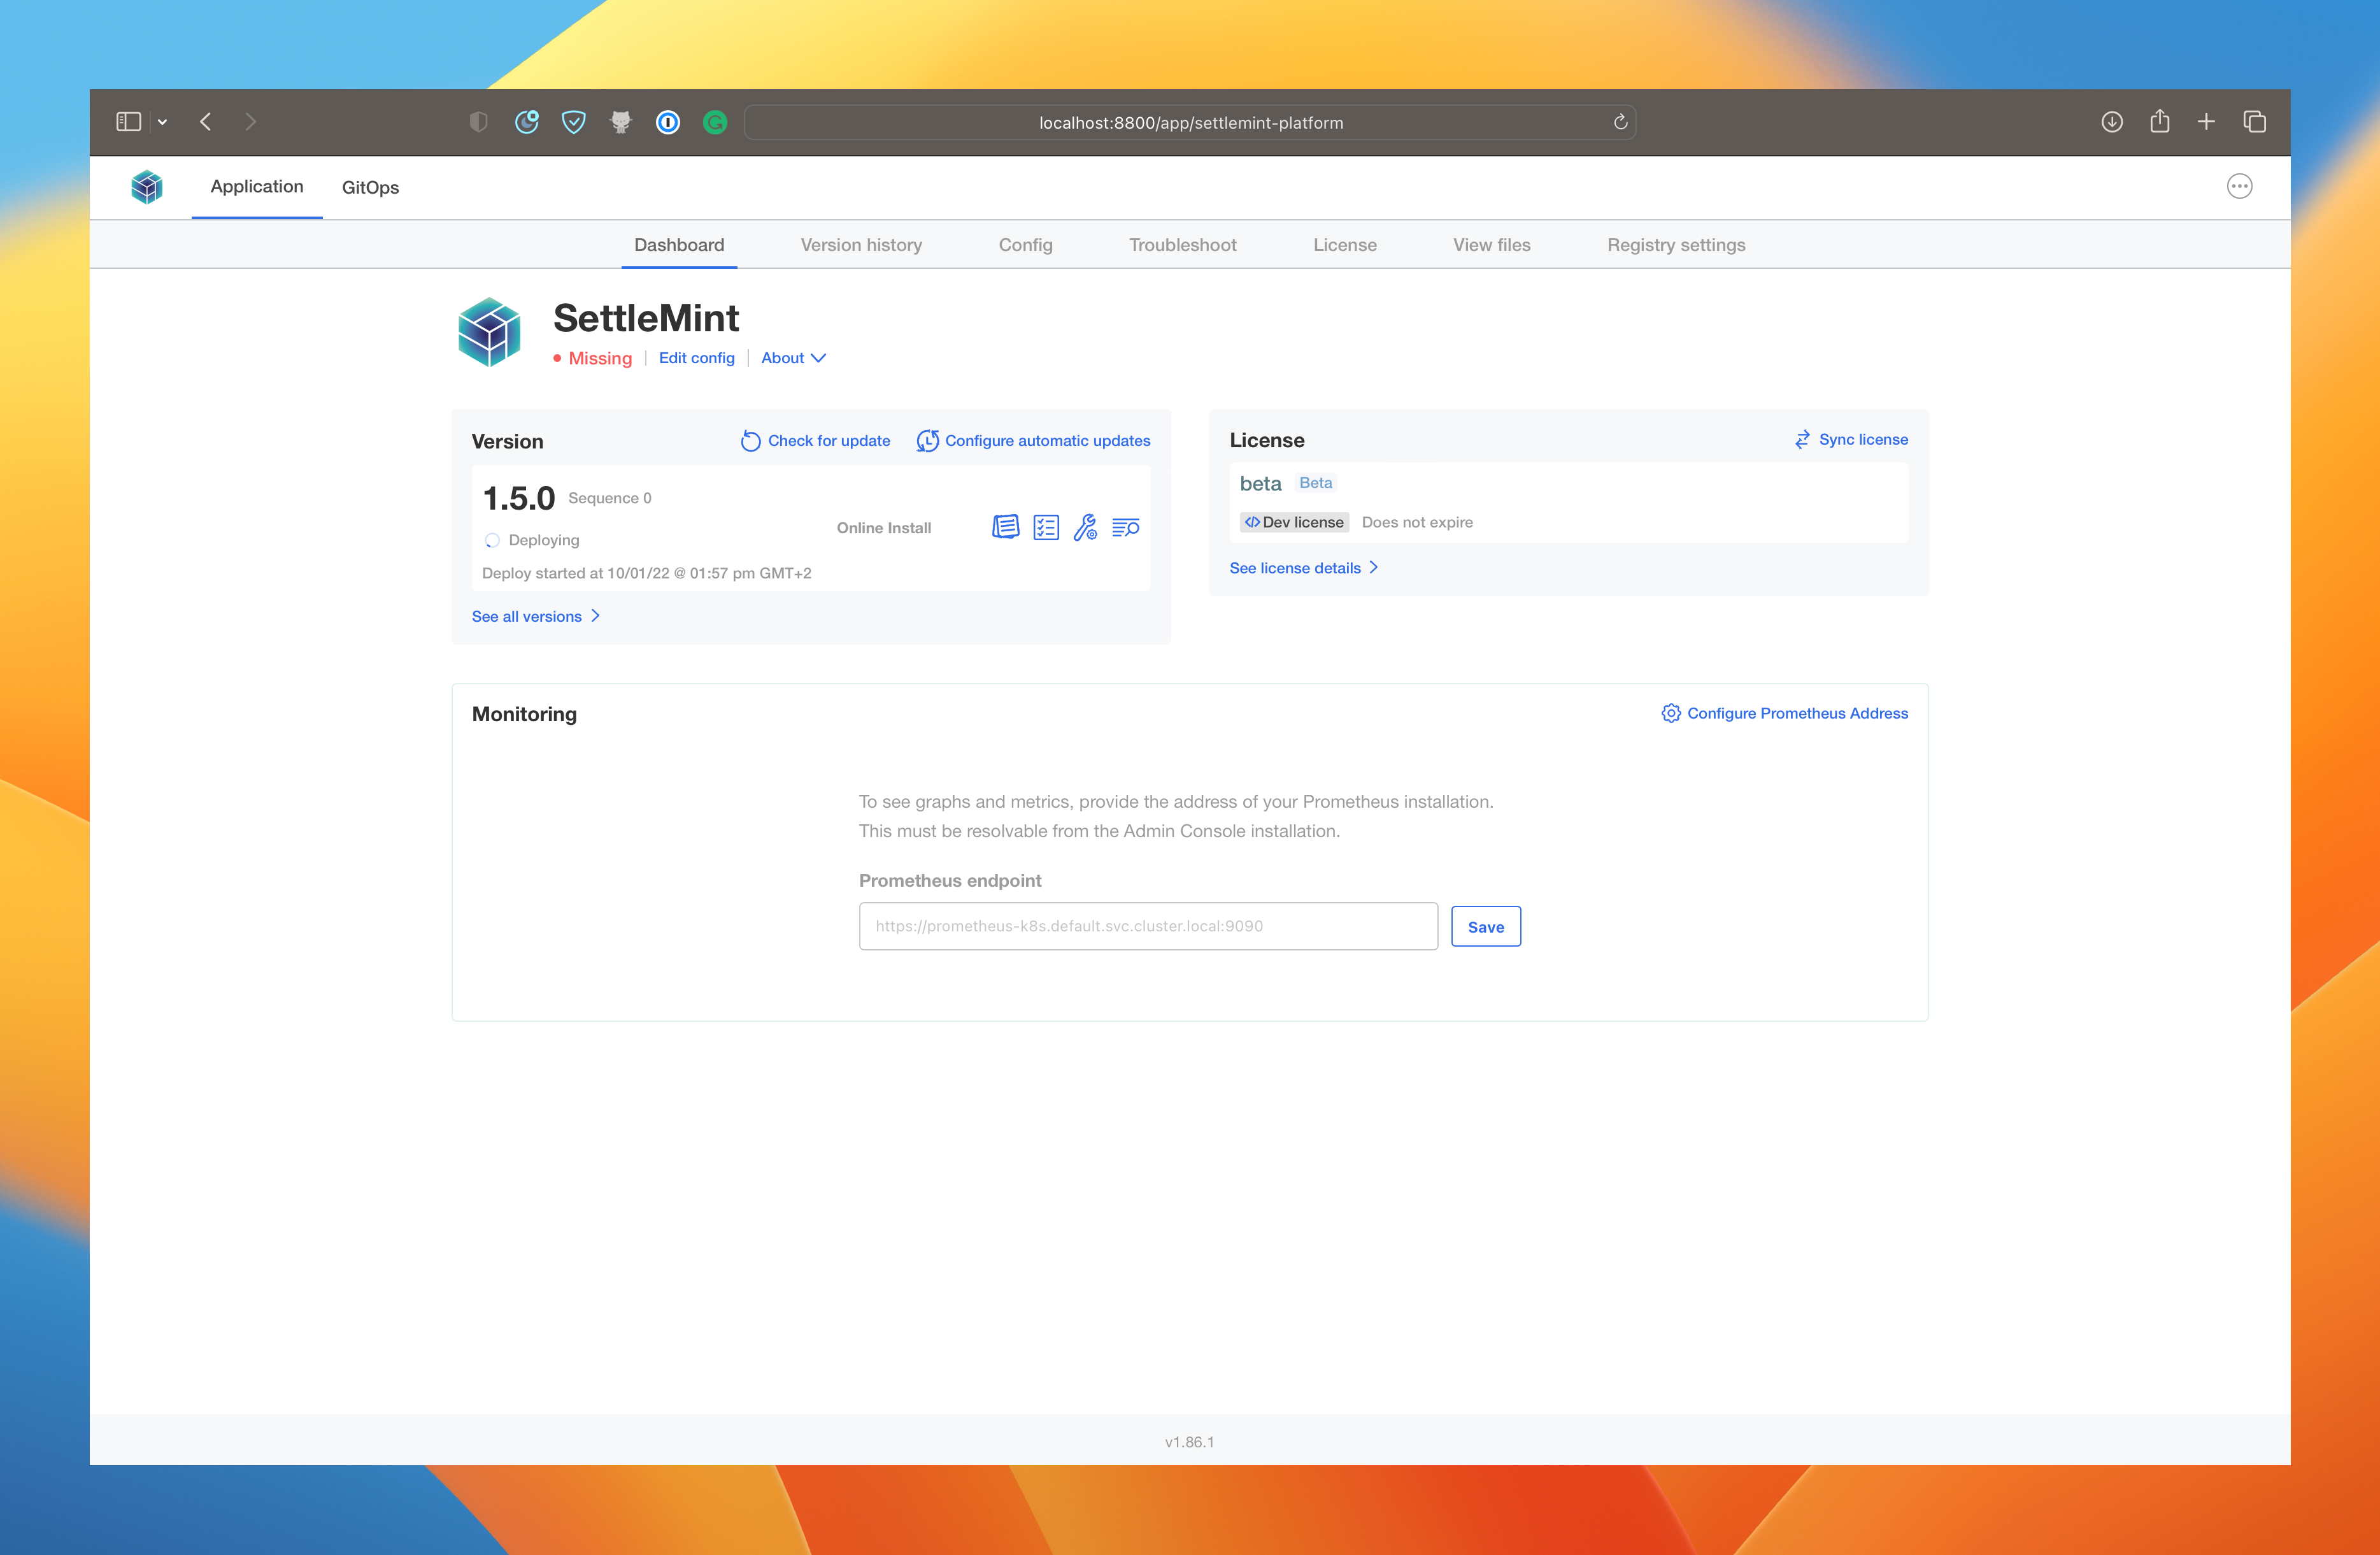 localhost:8800/app/settlemint-platform
Application GitOps
Dashboard Version history Config Troubleshoot License View files Registry settings
SettleMint
Missing Edit config About
Version Check for update Configure automatic updates
1.5.0 Sequence 0
Online Install
Deploying
Deploy started at 10/01/22 @ 01:57 pm GMT+2
See all versions
License Sync license
beta Beta
Dev license Does not expire
See license details
Monitoring Configure Prometheus Address
To see graphs and metrics, provide the address of your Prometheus installation.
This must be resolvable from the Admin Console installation.
Prometheus endpoint
https://prometheus-k8s.default.svc.cluster.local:9090 Save
v1.86.1